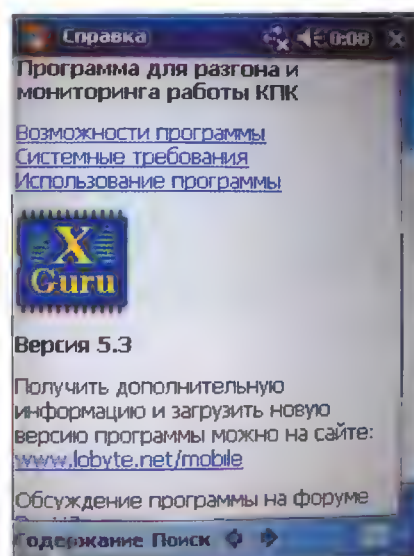 Справка 0:08
Программа для разгона и
мониторинга работы КПК
Возможности программы
Системные требования
Использование программы
X
Guru
Версия 5.3
Получить дополнительную
информацию и загрузить новую
версию программы можно на сайте:
www.lobyte.net/mobile
Обсуждение программы на форуме
Содержание Поиск